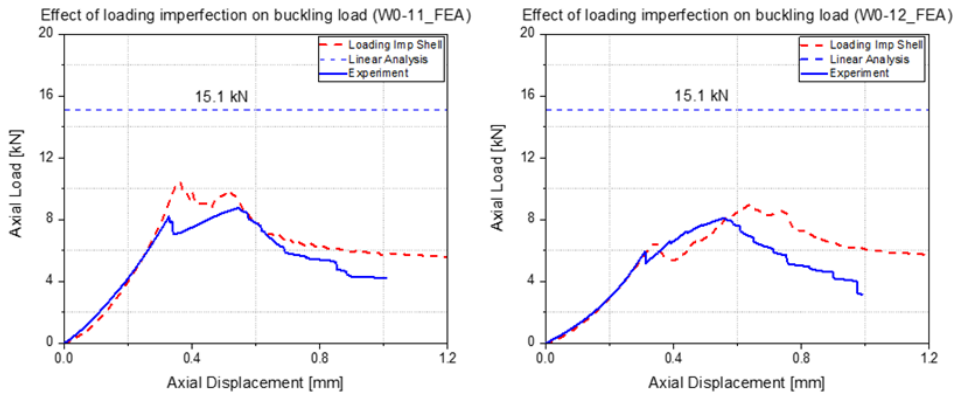 Effect of loading imperfection on buckling load (W0-11_FEA)
20
16
12
8
4
0
Axial Load [kN]
Loading Imp Shell
Linear Analysis
Experiment
15.1 kN
0.0
0.4
0.8
1.2
Axial Displacement [mm]
Effect of loading imperfection on buckling load (W0-12_FEA)
20
16
12
8
4
0
Axial Load [kN]
Loading Imp Shell
Linear Analysis
Experiment
15.1 kN
0.0
0.4
0.8
1.2
Axial Displacement [mm]